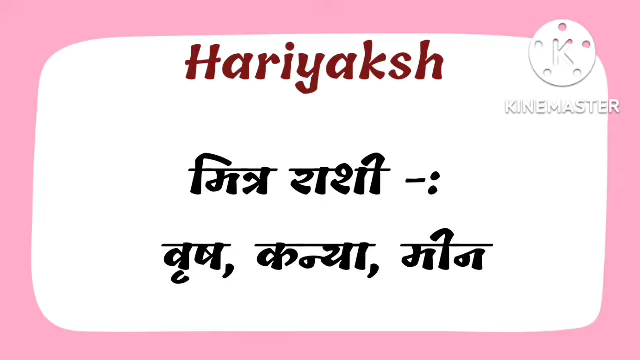 Hariyaksh
K
KINEMASTER
मित्र राशी -:
वृष, कन्या, मीन